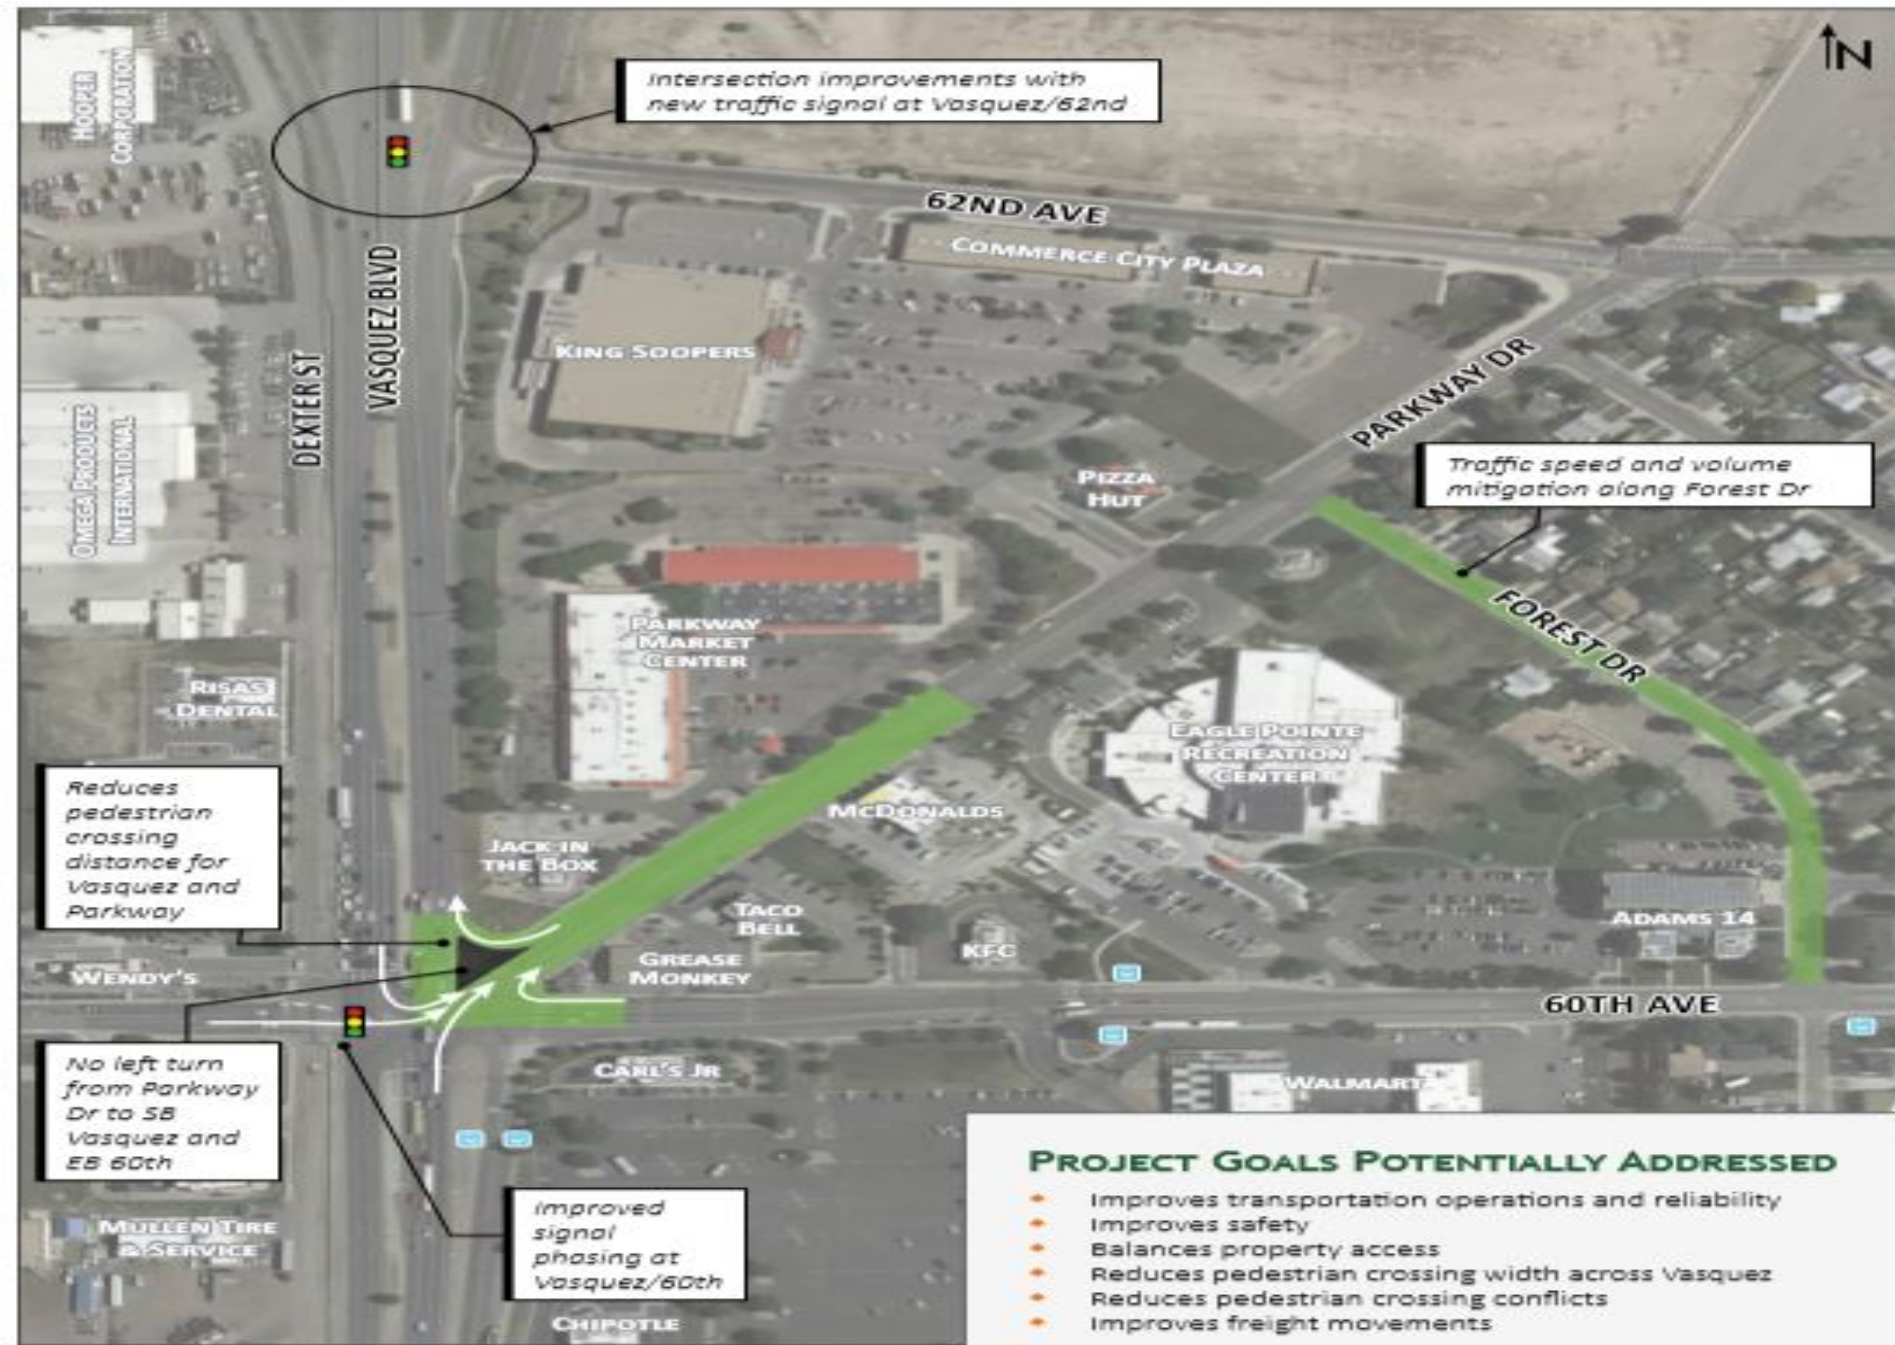 N
HOOPER
CORPORATION
Intersection improvements with
new traffic signal at Vasquez/62nd
62ND AVE
COMMERCE CITY PLAZA
VASQUEZ BLVD
DEXTER ST
KING SOOPERS
PARKWAY DR
OMEGA PRODUCTS
INTERNATIONAL
PIZZA
HUT
Traffic speed and volume
mitigation along Forest Dr
FOREST DR
PARKWAY
MARKET
CENTER
RISAS
DENTAL
EAGLE POINTE
RECREATION
CENTER
Reduces
pedestrian
crossing
distance for
Vasquez and
Parkway
MCDONALDS
JACK IN
THE BOX
TACO
BELL
ADAMS 14
KFC
GREASE
MONKEY
WENDY'S
60TH AVE
No left turn
from Parkway
Dr to SB
Vasquez and
EB 60th
CARL'S JR
WALMART
Improved
signal
phasing at
Vasquez/60th
MULLEN TIRE
& SERVICE
CHIPOTLE
PROJECT GOALS POTENTIALLY ADDRESSED
Improves transportation operations and reliability
Improves safety
Balances property access
Reduces pedestrian crossing width across Vasquez
Reduces pedestrian crossing conflicts
Improves freight movements